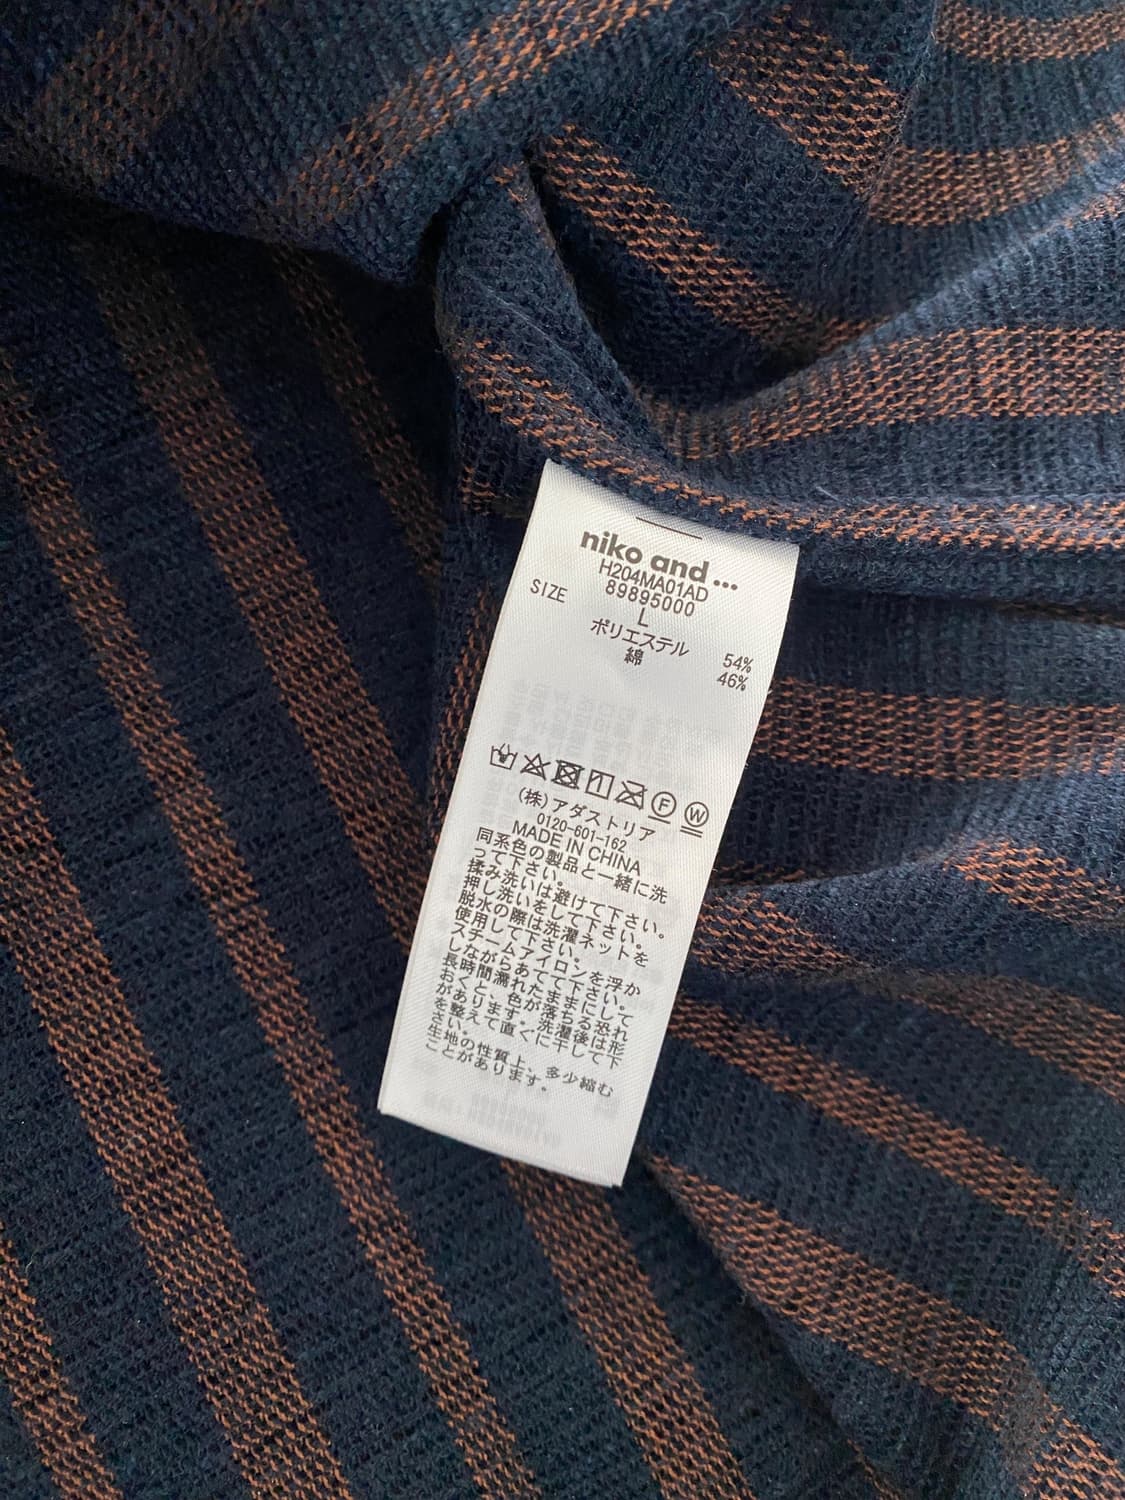 niko and ...
H204MA01AD
89895000
SIZE L
ポリエステル 54%
綿 46%
F W
(株)アダストリア
0120-601-162
MADE IN CHINA
同系色の製品と一緒に洗
って下さい。
揉み洗いは避けて下さい。
押し洗いをして下さい。
脱水の際は洗濯ネットを
使用して下さい。
スチームアイロンを浮か
しながらあてて下さい。
長時間濡れたままにして
おくと、色が落ちる恐れ
があります。洗濯後は形
を整えて直ぐに干して下
さい。
生地の性質上、多少縮む
ことがあります。